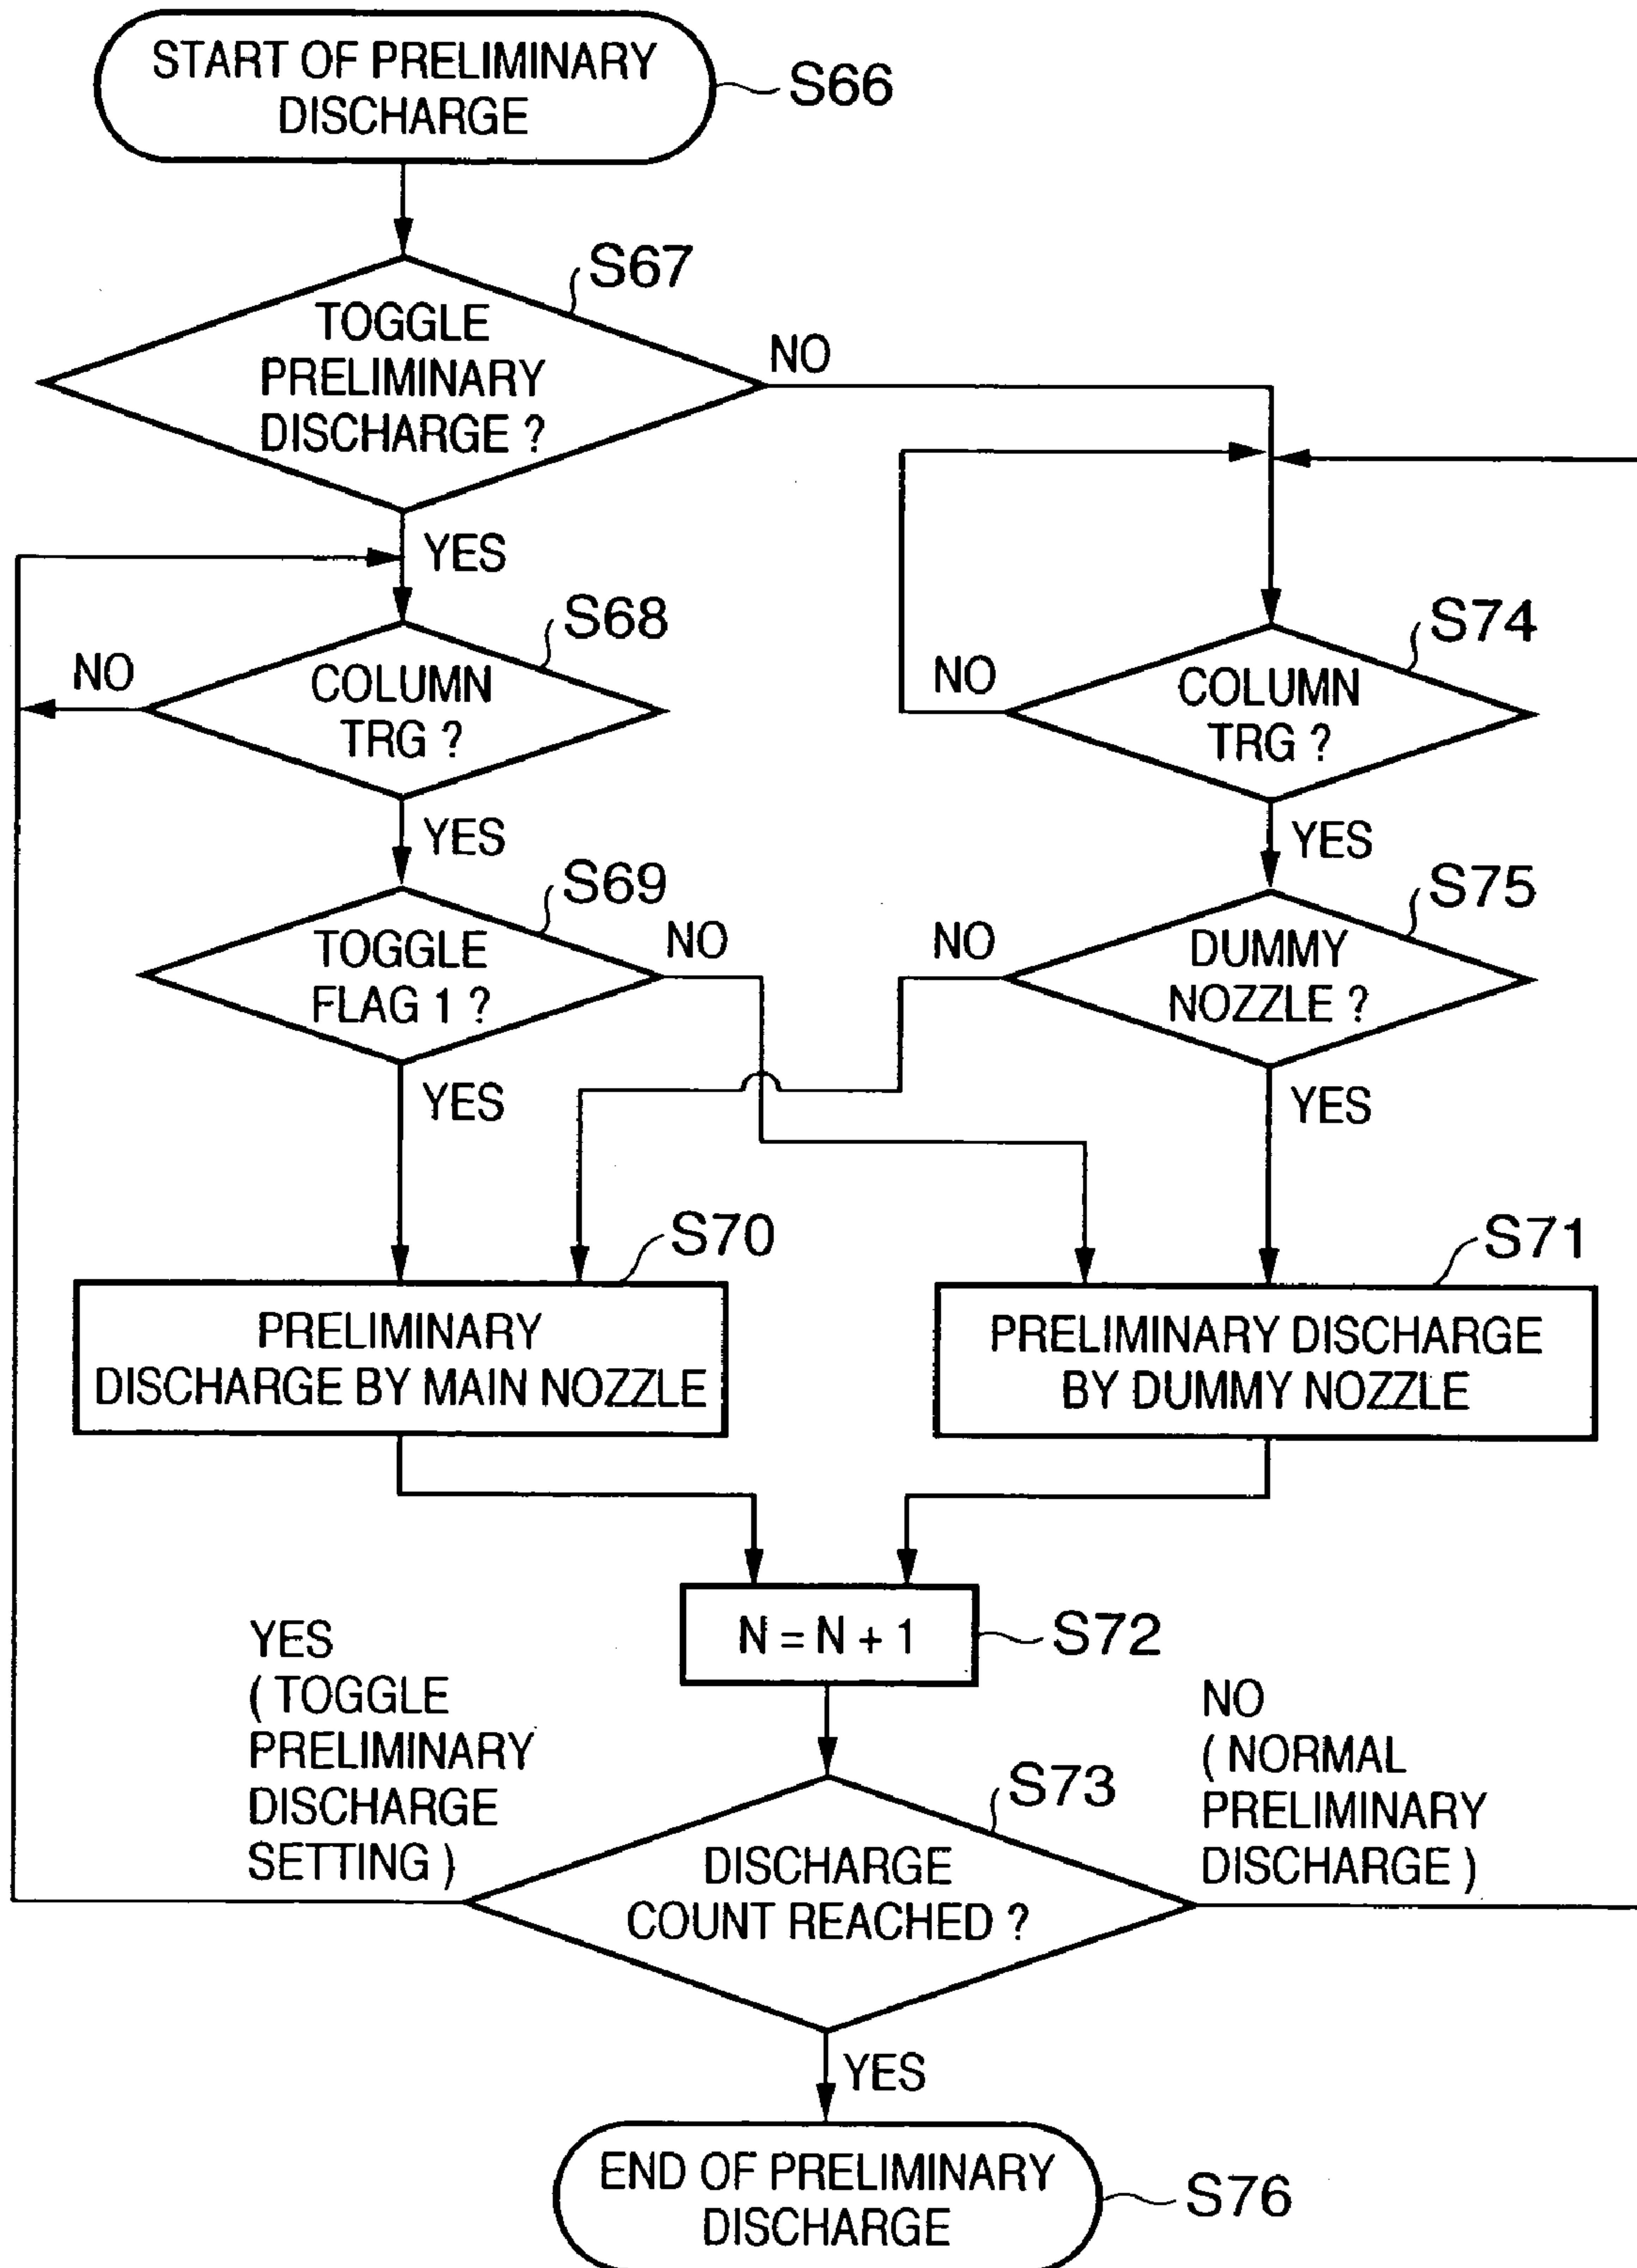 START OF PRELIMINARY
DISCHARGE
S66
S67
TOGGLE
PRELIMINARY
DISCHARGE ?
NO
YES
S68
NO
COLUMN
TRG ?
YES
S74
NO
COLUMN
TRG ?
YES
S69
TOGGLE
FLAG 1 ?
NO
YES
S75
NO
DUMMY
NOZZLE ?
YES
S70
PRELIMINARY
DISCHARGE BY MAIN NOZZLE
S71
PRELIMINARY DISCHARGE
BY DUMMY NOZZLE
N = N + 1
S72
YES
( TOGGLE
PRELIMINARY
DISCHARGE
SETTING )
NO
( NORMAL
PRELIMINARY
DISCHARGE )
S73
DISCHARGE
COUNT REACHED ?
YES
END OF PRELIMINARY
DISCHARGE
S76